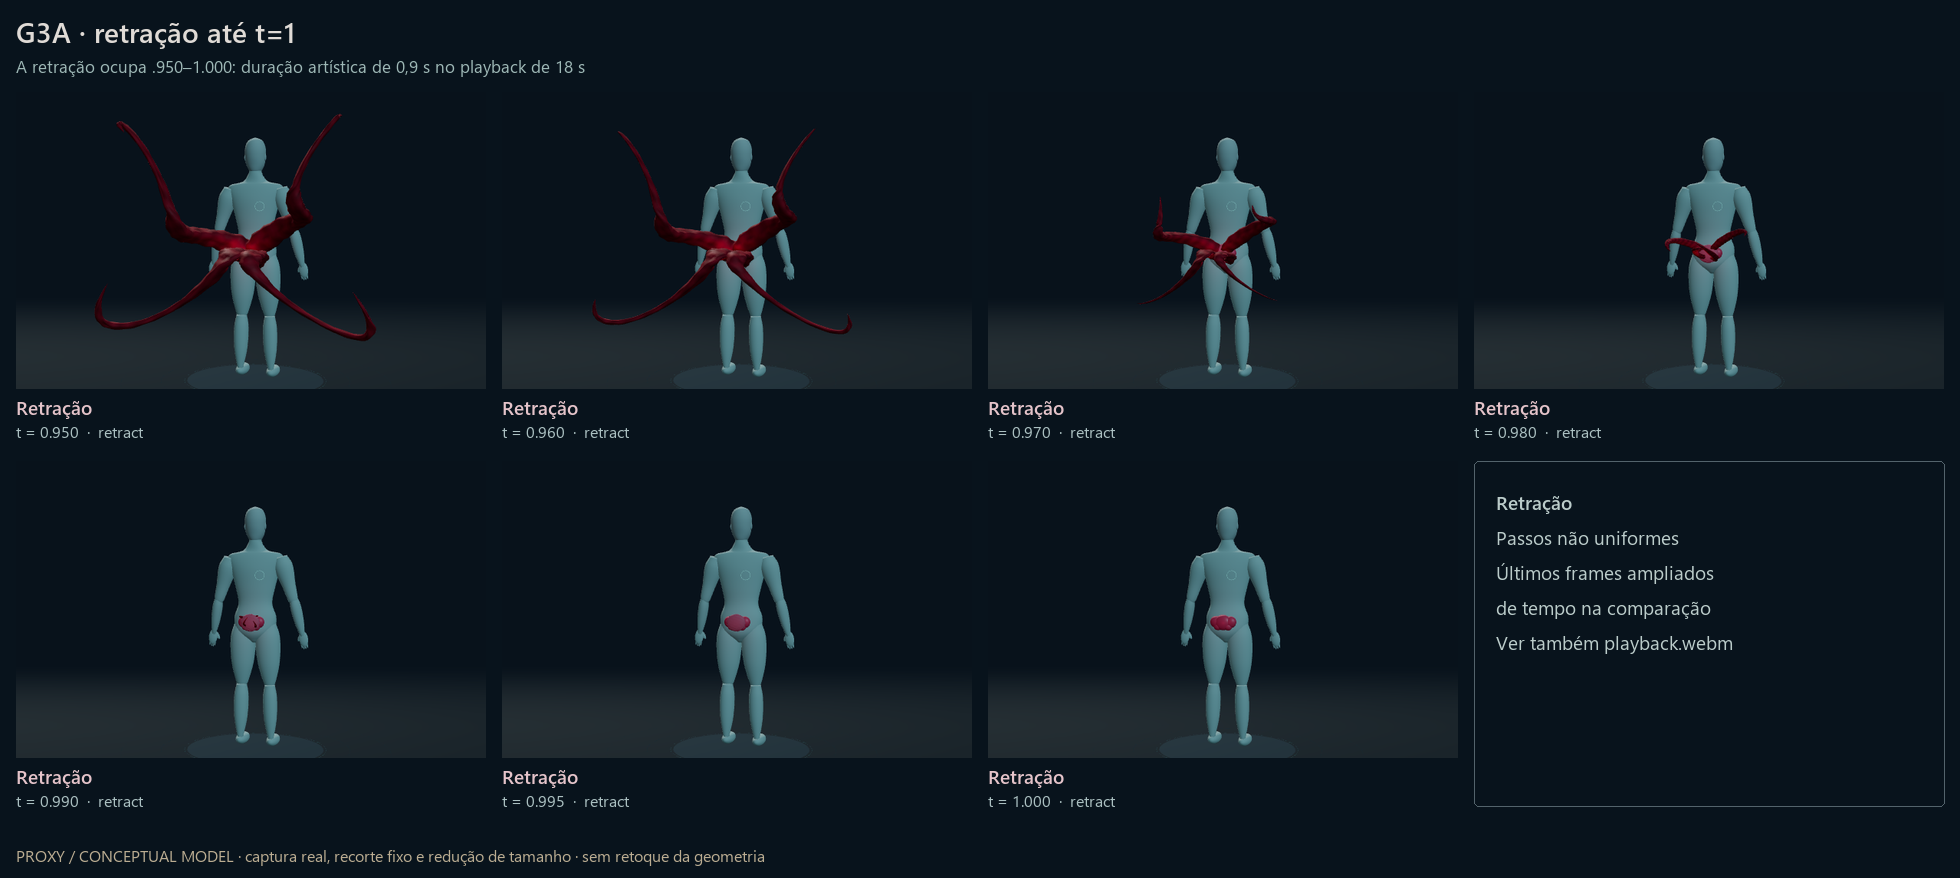 G3A · retração até t=1
A retração ocupa .950–1.000: duração artística de 0,9 s no playback de 18 s
Retração
t = 0.950 · retract
Retração
t = 0.960 · retract
Retração
t = 0.970 · retract
Retração
t = 0.980 · retract
Retração
t = 0.990 · retract
Retração
t = 0.995 · retract
Retração
t = 1.000 · retract
Retração
Passos não uniformes
Últimos frames ampliados
de tempo na comparação
Ver também playback.webm
PROXY / CONCEPTUAL MODEL · captura real, recorte fixo e redução de tamanho · sem retoque da geometria